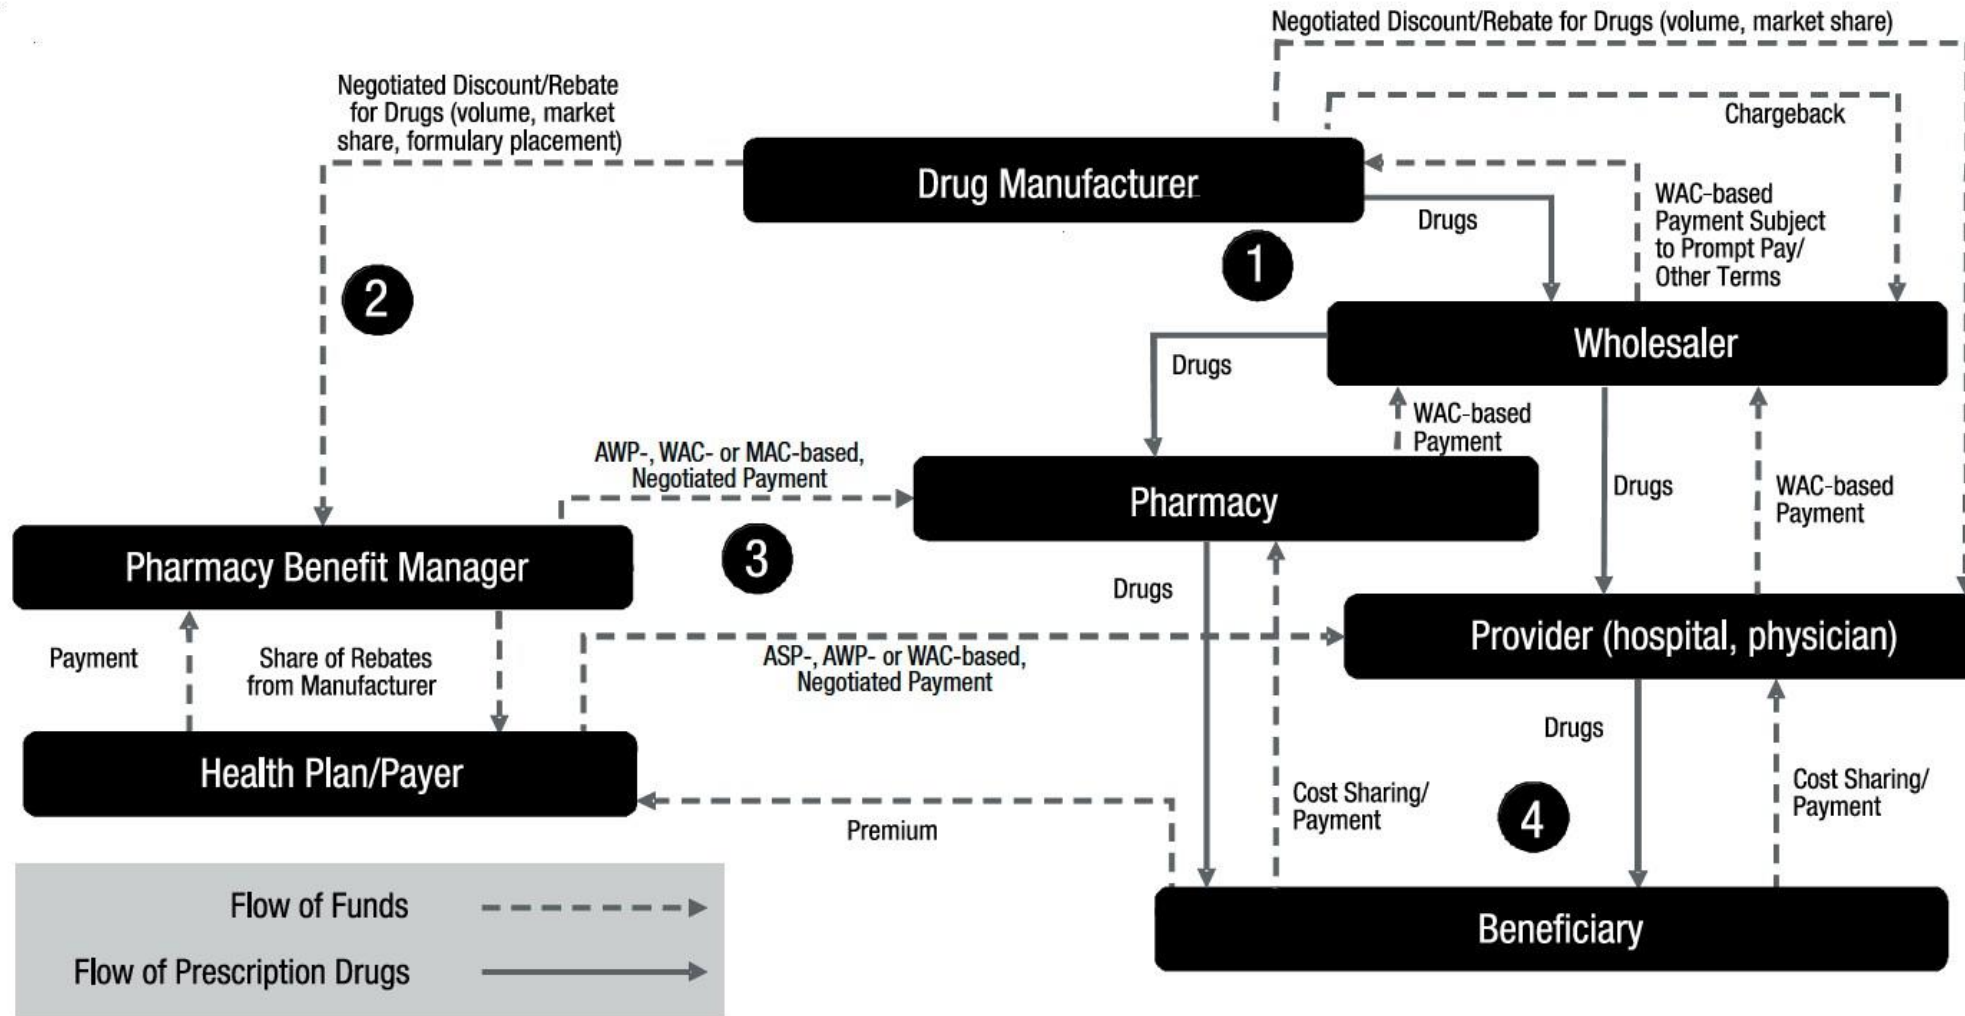 Negotiated Discount/Rebate for Drugs (volume, market share)
Negotiated Discount/Rebate
for Drugs (volume, market
share, formulary placement)
Chargeback
Drug Manufacturer
Drugs
WAC-based
Payment Subject
to Prompt Pay/
Other Terms
1
2
Wholesaler
Drugs
WAC-based
Payment
AWP-, WAC- or MAC-based,
Negotiated Payment
Pharmacy
Drugs
WAC-based
Payment
Pharmacy Benefit Manager
3
Drugs
Provider (hospital, physician)
Payment
Share of Rebates
from Manufacturer
ASP-, AWP- or WAC-based,
Negotiated Payment
Drugs
Health Plan/Payer
Premium
Cost Sharing/
Payment
4
Cost Sharing/
Payment
Beneficiary
Flow of Funds
Flow of Prescription Drugs